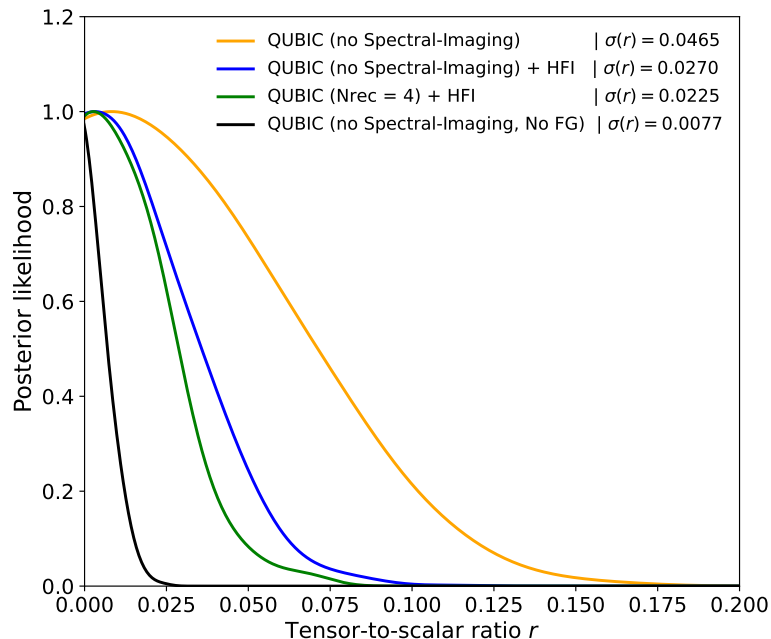 1.2
1.0
0.8
0.6
0.4
0.2
0.0
Posterior likelihood
QUBIC (no Spectral-Imaging) | σ(r) = 0.0465
QUBIC (no Spectral-Imaging) + HFI | σ(r) = 0.0270
QUBIC (Nrec = 4) + HFI | σ(r) = 0.0225
QUBIC (no Spectral-Imaging, No FG) | σ(r) = 0.0077
0.000 0.025 0.050 0.075 0.100 0.125 0.150 0.175 0.200
Tensor-to-scalar ratio r